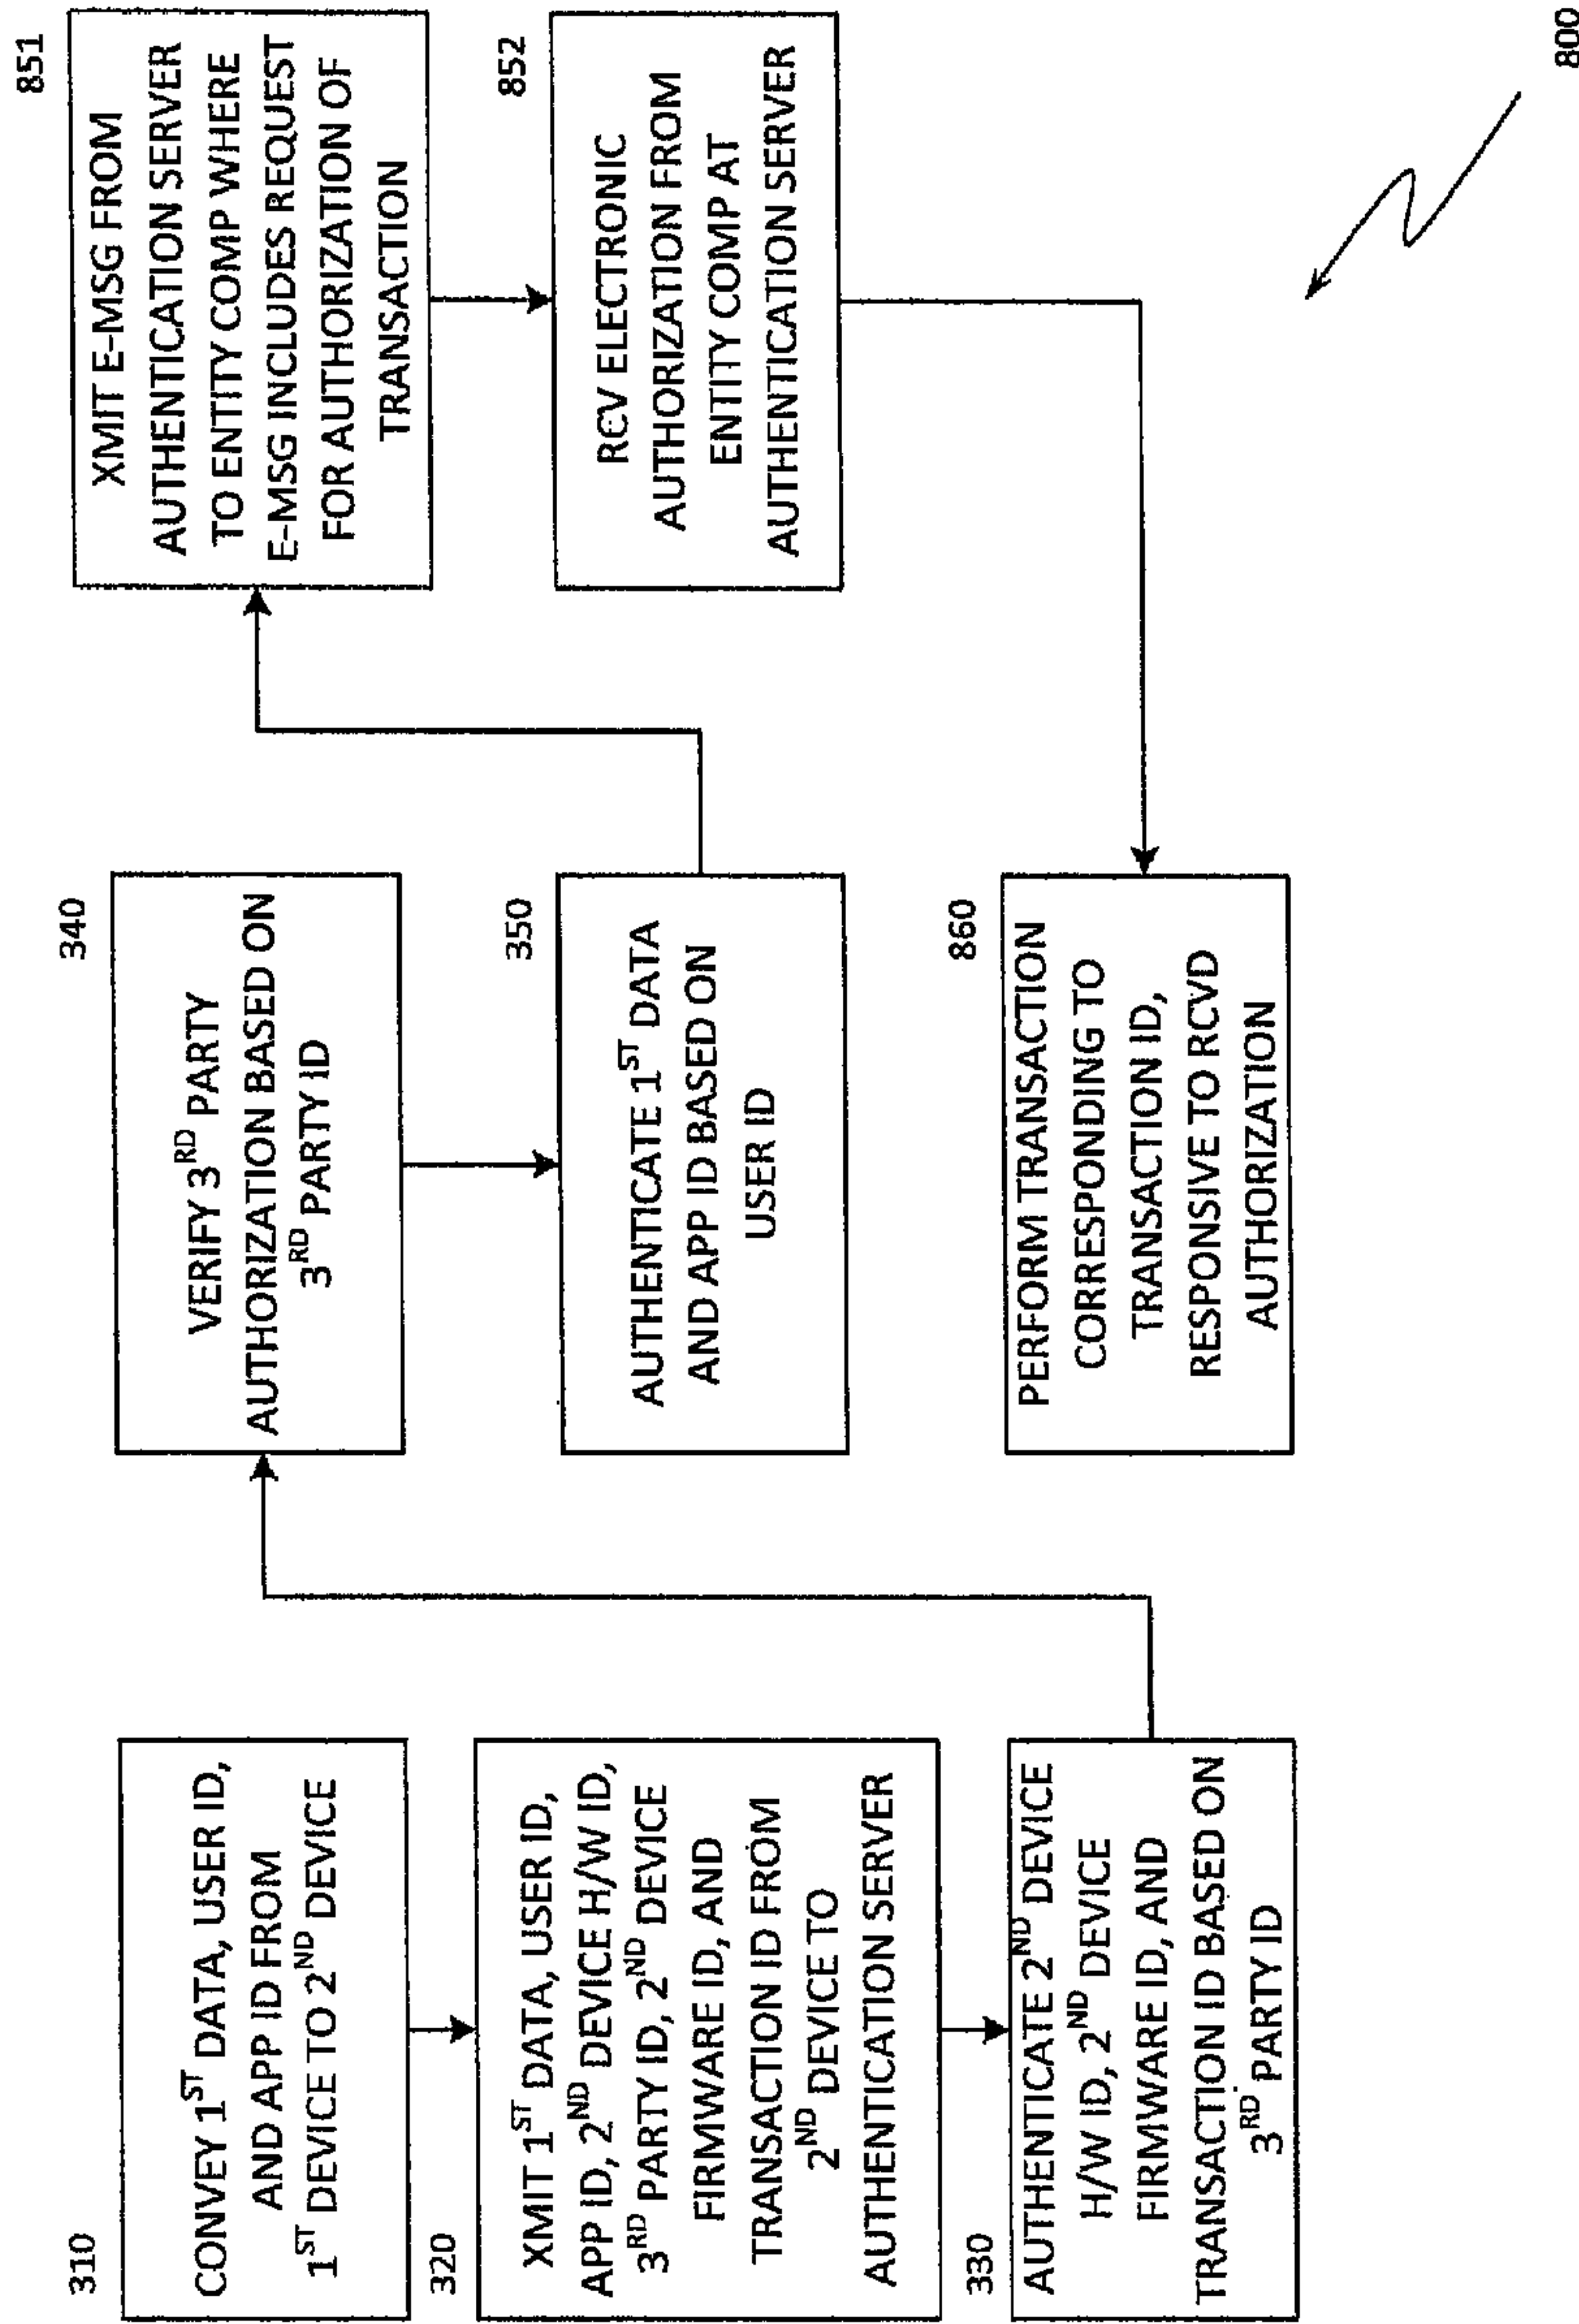 310
CONVEY 1ST DATA, USER ID,
AND APP ID FROM
1ST DEVICE TO 2ND DEVICE
320
XMIT 1ST DATA, USER ID,
APP ID, 2ND DEVICE H/W ID,
3RD PARTY ID, 2ND DEVICE
FIRMWARE ID, AND
TRANSACTION ID FROM
2ND DEVICE TO
AUTHENTICATION SERVER
330
AUTHENTICATE 2ND DEVICE
H/W ID, 2ND DEVICE
FIRMWARE ID, AND
TRANSACTION ID BASED ON
3RD PARTY ID
340
VERIFY 3RD PARTY
AUTHORIZATION BASED ON
3RD PARTY ID
350
AUTHENTICATE 1ST DATA
AND APP ID BASED ON
USER ID
851
XMIT E-MSG FROM
AUTHENTICATION SERVER
TO ENTITY COMP WHERE
E-MSG INCLUDES REQUEST
FOR AUTHORIZATION OF
TRANSACTION
852
RCV ELECTRONIC
AUTHORIZATION FROM
ENTITY COMP AT
AUTHENTICATION SERVER
860
PERFORM TRANSACTION
CORRESPONDING TO
TRANSACTION ID,
RESPONSIVE TO RCVD
AUTHORIZATION
800